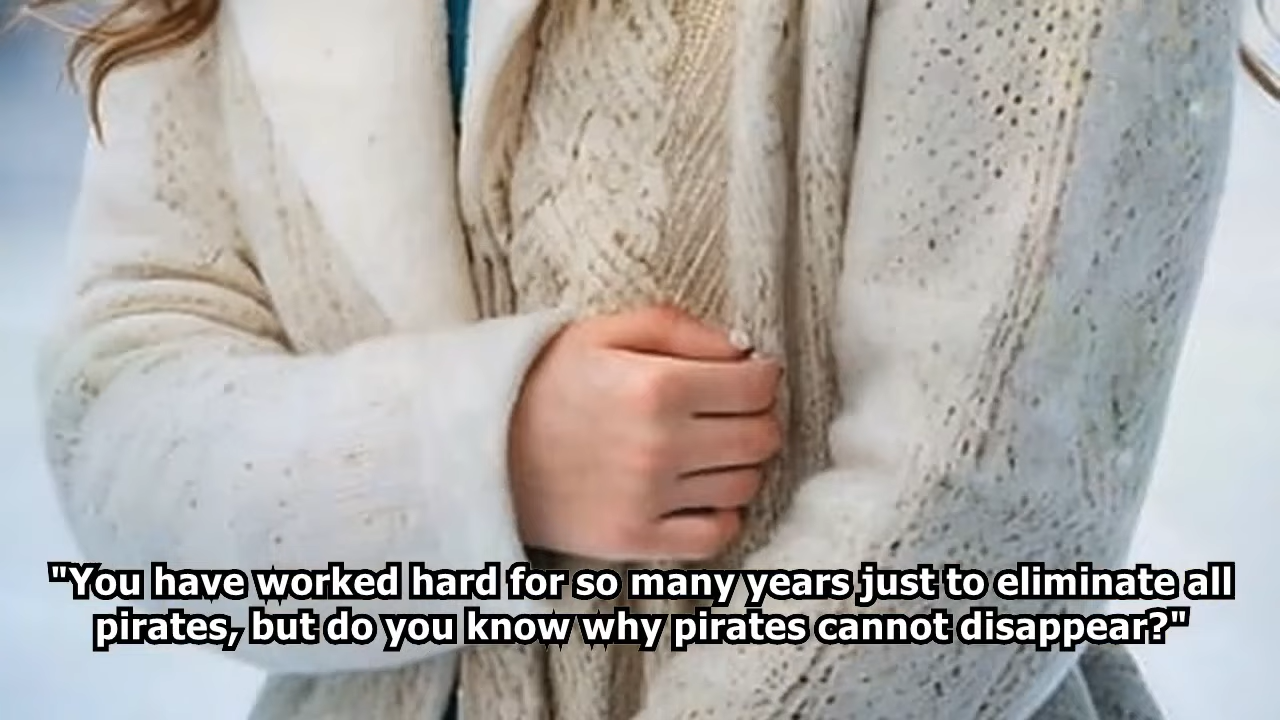 "You have worked hard for so many years just to eliminate all
pirates, but do you know why pirates cannot disappear?"